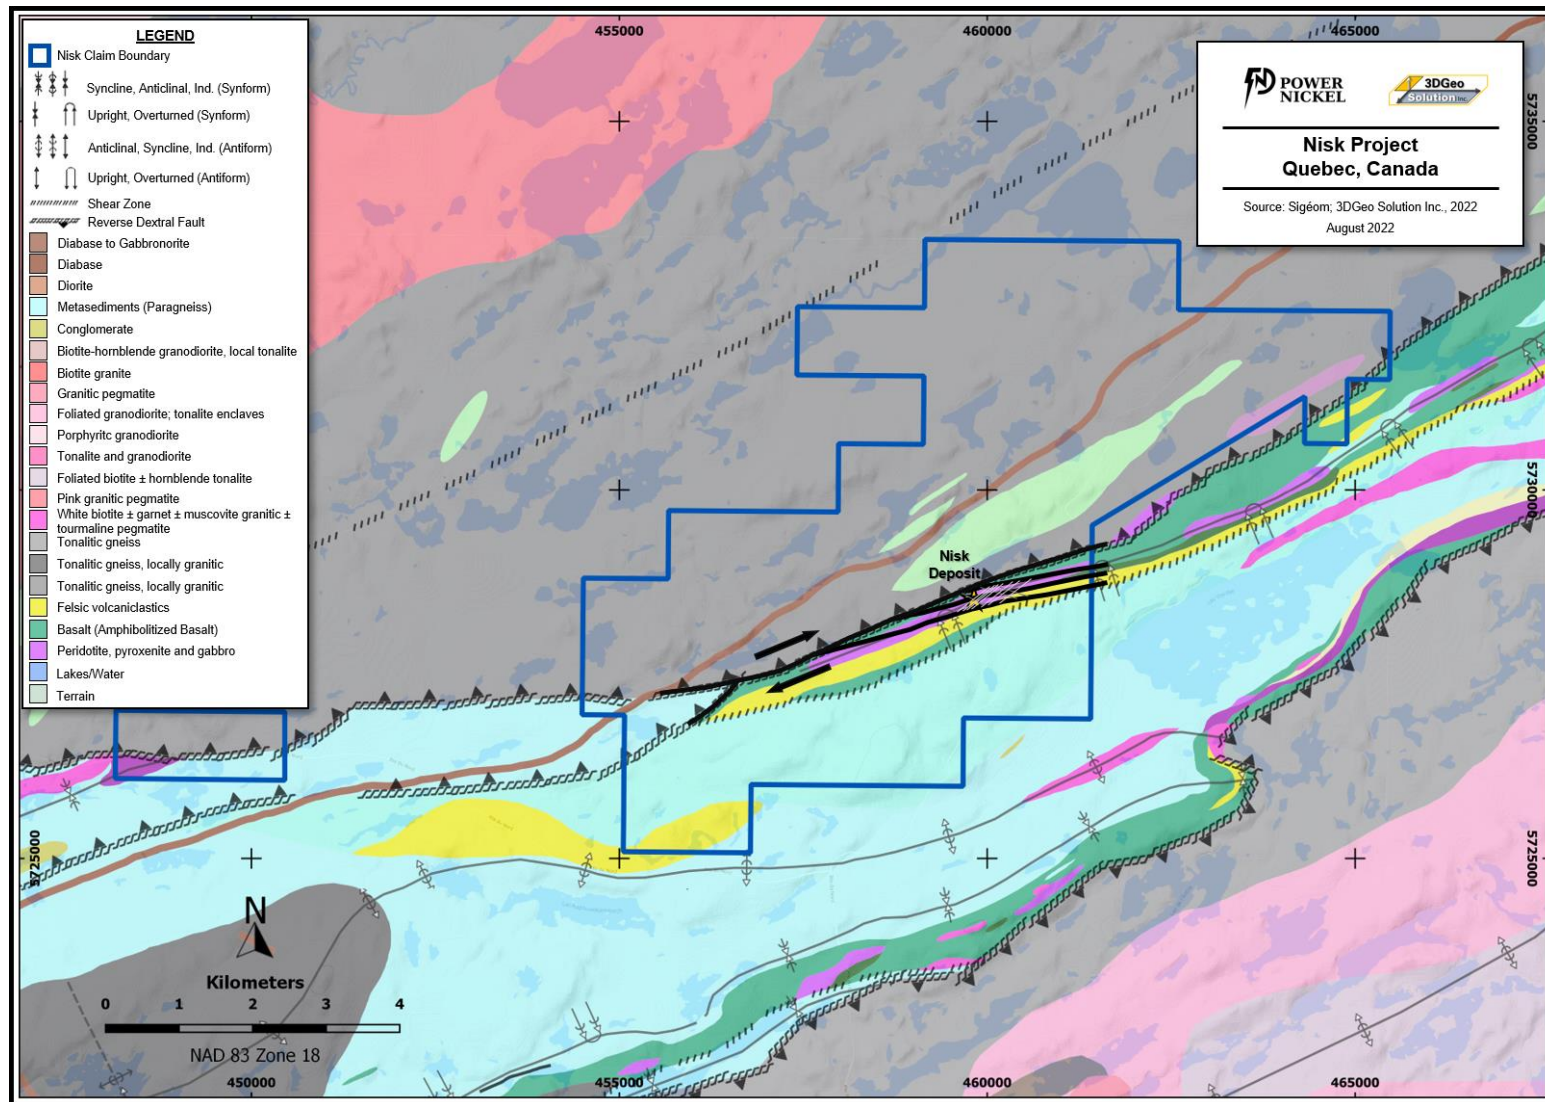 LEGEND
Nisk Claim Boundary
Syncline, Anticlinal, Ind. (Synform)
Upright, Overturned (Synform)
Anticlinal, Syncline, Ind. (Antiform)
Upright, Overturned (Antiform)
Shear Zone
Reverse Dextral Fault
Diabase to Gabbronorite
Diabase
Diorite
Metasediments (Paragneiss)
Conglomerate
Biotite-hornblende granodiorite, local tonalite
Biotite granite
Granitic pegmatite
Foliated granodiorite; tonalite enclaves
Porphyritc granodiorite
Tonalite and granodiorite
Foliated biotite ± hornblende tonalite
Pink granitic pegmatite
White biotite ± garnet ± muscovite granitic ±
tourmaline pegmatite
Tonalitic gneiss
Tonalitic gneiss, locally granitic
Tonalitic gneiss, locally granitic
Felsic volcaniclastics
Basalt (Amphibolitized Basalt)
Peridotite, pyroxenite and gabbro
Lakes/Water
Terrain
455000
460000
465000
POWER
NICKEL
3DGeo
Solution Inc.
Nisk Project
Quebec, Canada
Source: Sigéom; 3DGeo Solution Inc., 2022
August 2022
5735000
5730000
5725000
Nisk
Deposit
5725000
N
Kilometers
0 1 2 3 4
NAD 83 Zone 18
450000
455000
460000
465000